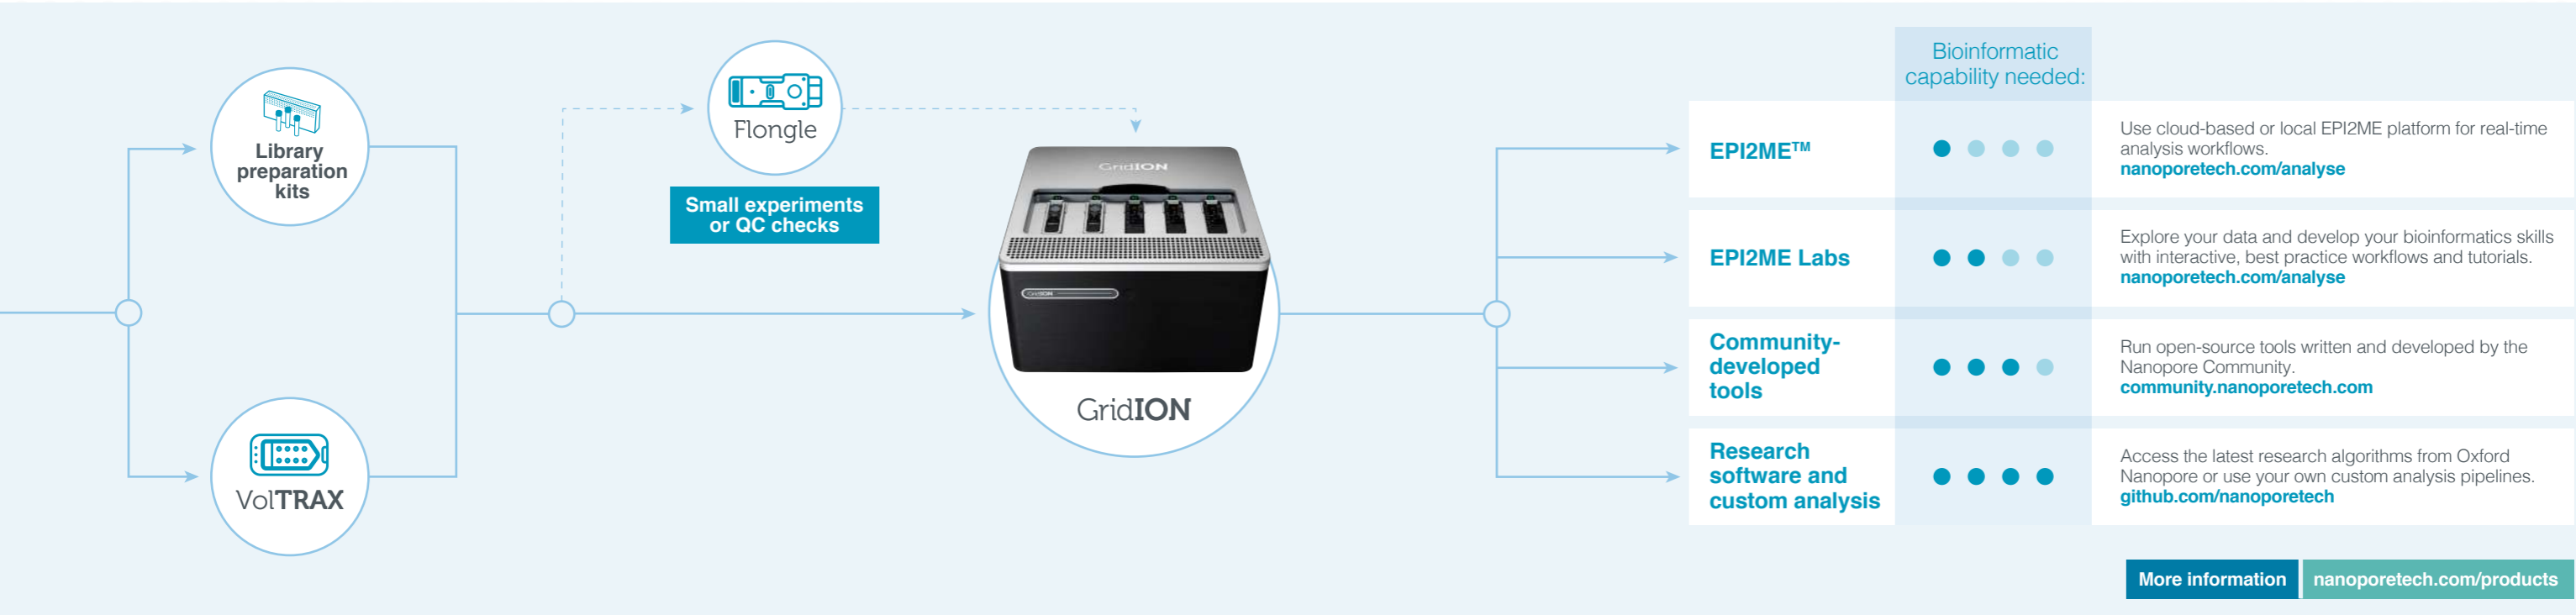 Library
preparation
kits
VolTRAX
Flongle
Small experiments
or QC checks
GridION
GridION
GridION
Bioinformatic
capability needed:
EPI2ME™
Use cloud-based or local EPI2ME platform for real-time
analysis workflows.
nanoporetech.com/analyse
EPI2ME Labs
Explore your data and develop your bioinformatics skills
with interactive, best practice workflows and tutorials.
nanoporetech.com/analyse
Community-
developed
tools
Run open-source tools written and developed by the
Nanopore Community.
community.nanoporetech.com
Research
software and
custom analysis
Access the latest research algorithms from Oxford
Nanopore or use your own custom analysis pipelines.
github.com/nanoporetech
More information
nanoporetech.com/products